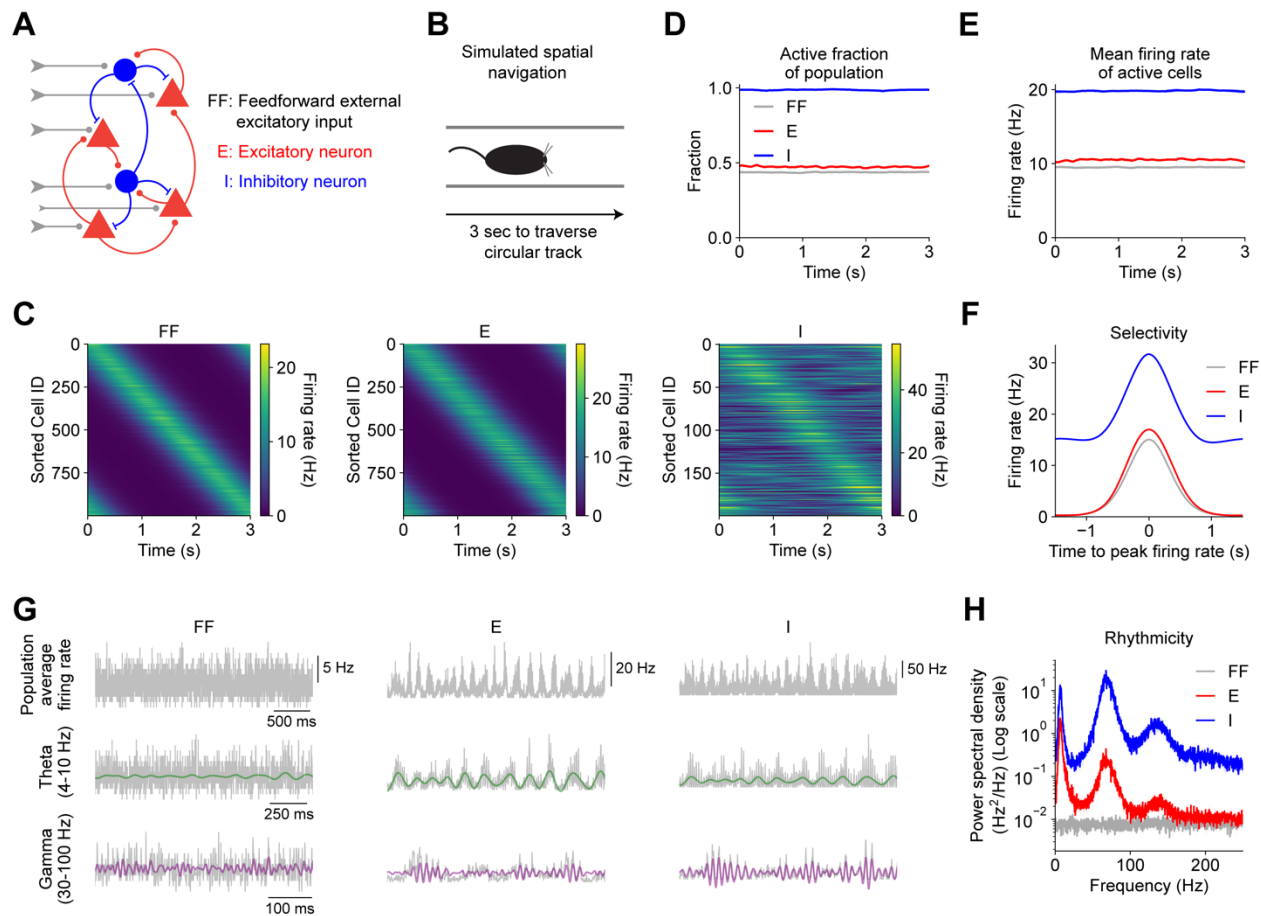 A
FF: Feedforward external
excitatory input
E: Excitatory neuron
I: Inhibitory neuron
B
Simulated spatial
navigation
3 sec to traverse
circular track
D
Active fraction
of population
Fraction
1.0
0.5
0.0
FF
E
I
0 1 2 3
Time (s)
E
Mean firing rate
of active cells
Firing rate (Hz)
20
10
0
0 1 2 3
Time (s)
C
FF
Sorted Cell ID
0
250
500
750
0 1 2 3
Time (s)
20
10
0
Firing rate (Hz)
E
Sorted Cell ID
0
250
500
750
0 1 2 3
Time (s)
20
10
0
Firing rate (Hz)
I
Sorted Cell ID
0
50
100
150
0 1 2 3
Time (s)
40
20
0
Firing rate (Hz)
F
Selectivity
Firing rate (Hz)
30
20
10
0
FF
E
I
−1 0 1
Time to peak firing rate (s)
G
FF
E
I
Population
average
firing rate
5 Hz
20 Hz
50 Hz
500 ms
Theta
(4-10 Hz)
250 ms
Gamma
(30-100 Hz)
100 ms
H
Rhythmicity
Power spectral density
(Hz²/Hz) (Log scale)
10¹
10⁰
10⁻¹
10⁻²
FF
E
I
0 100 200
Frequency (Hz)